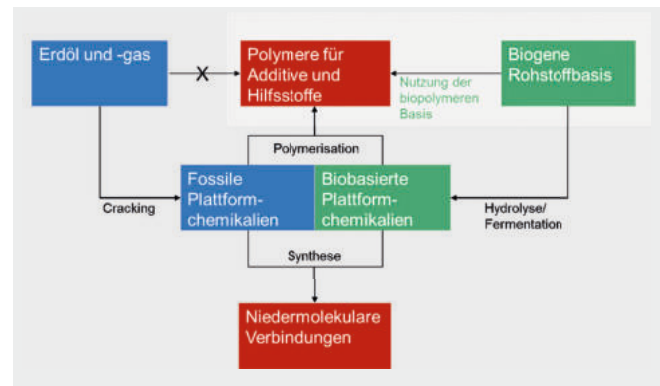 Erdöl und -gas
X
Polymere für
Additive und
Hilfsstoffe
Nutzung der
biopolymeren
Basis
Biogene
Rohstoffbasis
Polymerisation
Cracking
Fossile
Plattform-
chemikalien
Biobasierte
Plattform-
chemikalien
Hydrolyse/
Fermentation
Synthese
Niedermolekulare
Verbindungen